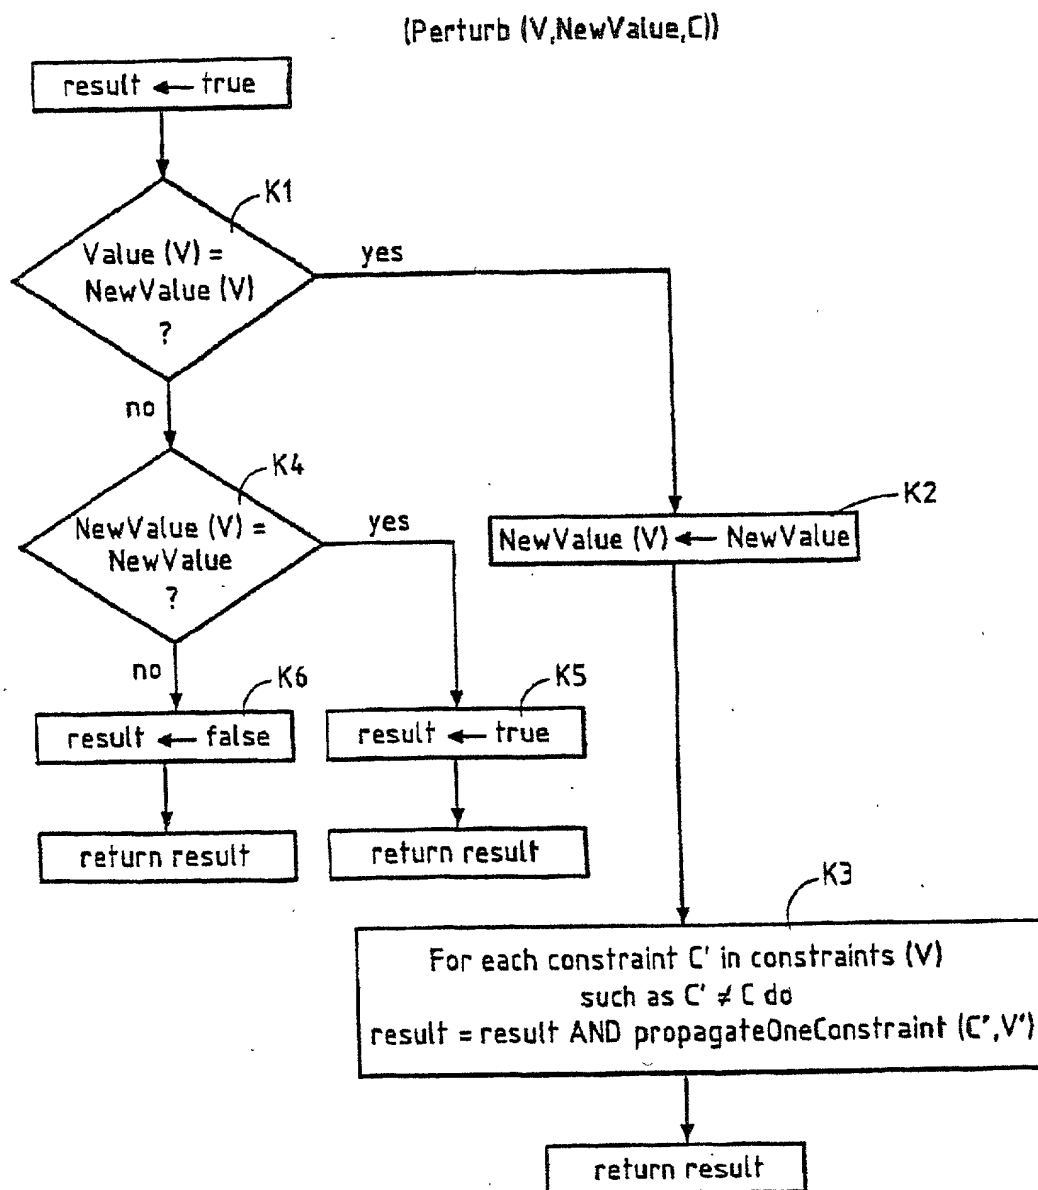 (Perturb (V,NewValue,C))
result ← true
K1
Value (V) =
NewValue (V)
?
yes
no
K4
NewValue (V) =
NewValue
?
yes
no
K2
NewValue (V) ← NewValue
K6
result ← false
K5
result ← true
return result
return result
K3
For each constraint C' in constraints (V)
such as C' ≠ C do
result = result AND propagateOneConstraint (C',V')
return result